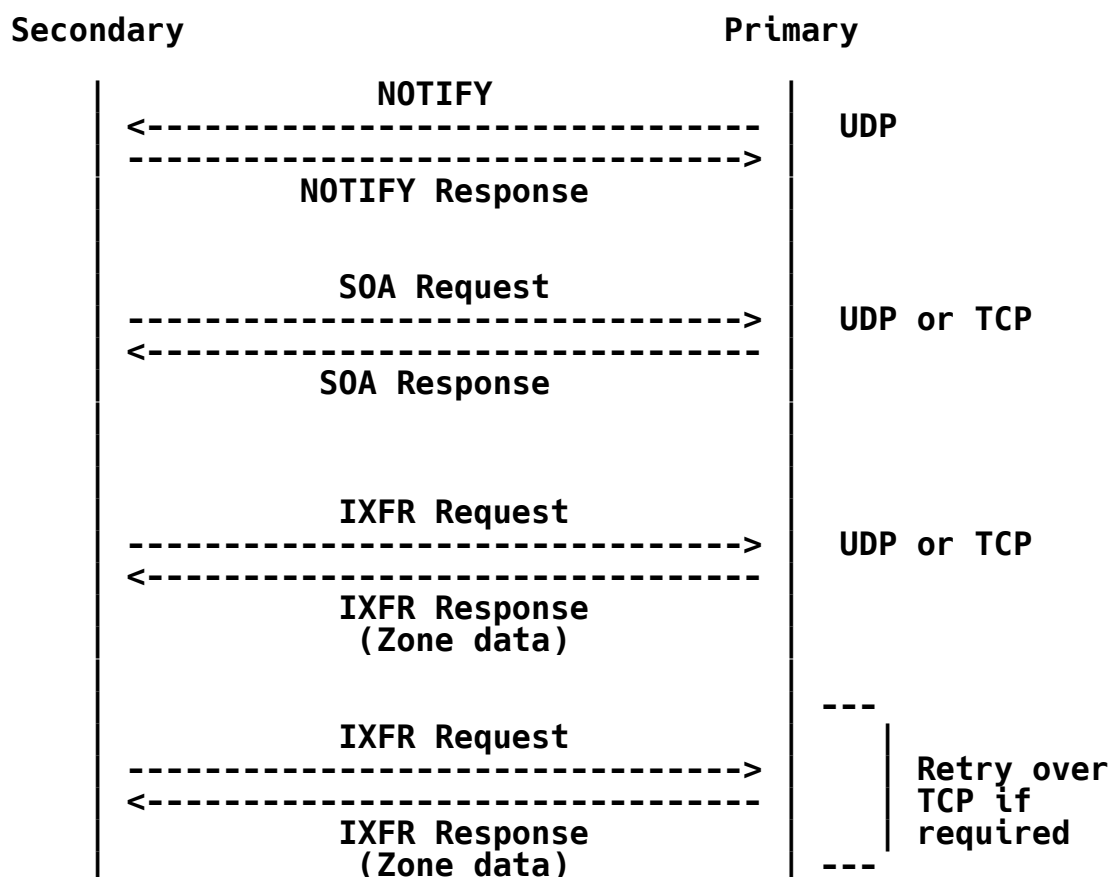 Secondary Primary
NOTIFY
<-------------------------------- UDP
-------------------------------->
NOTIFY Response
SOA Request
--------------------------------> UDP or TCP
<--------------------------------
SOA Response
IXFR Request
--------------------------------> UDP or TCP
<--------------------------------
IXFR Response
(Zone data)
---
IXFR Request
--------------------------------> Retry over
<-------------------------------- TCP if
IXFR Response required
(Zone data) ---